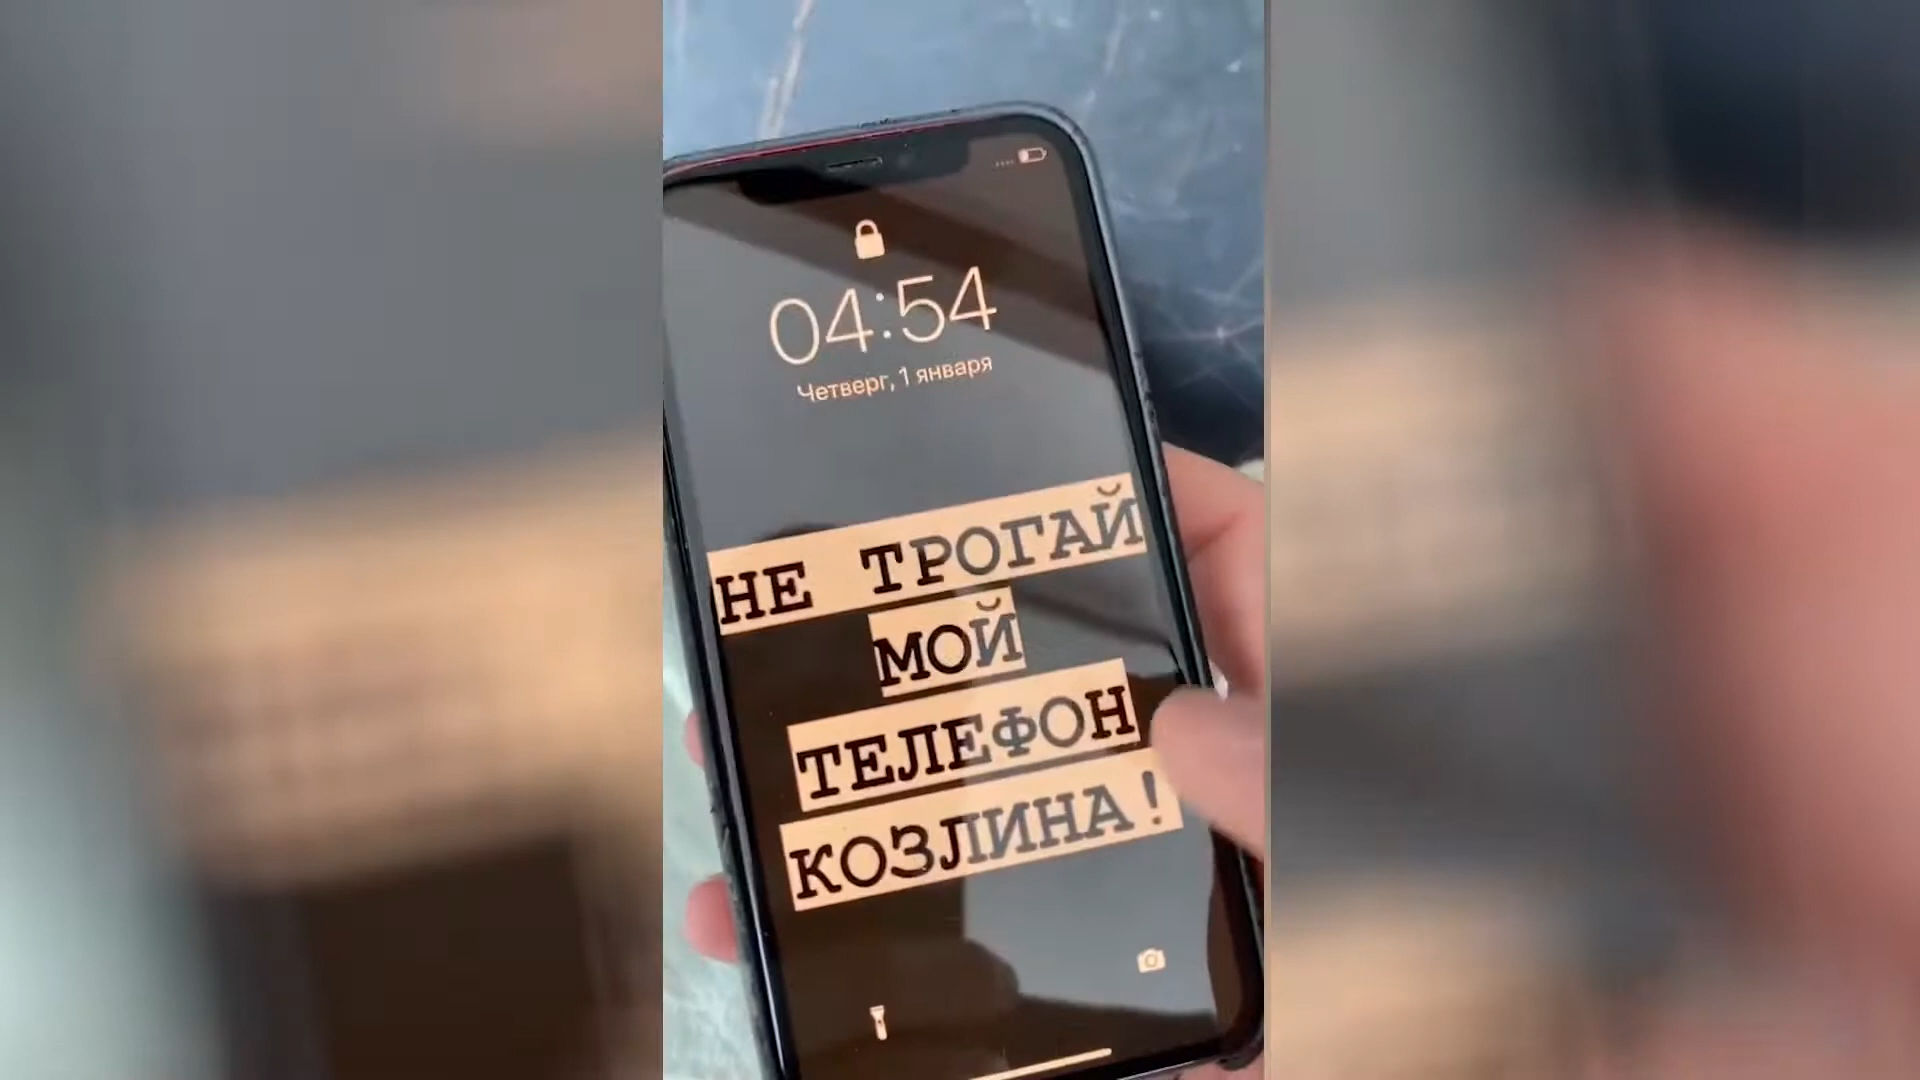 04:54
Четверг, 1 января
НЕ ТРОГАЙ
МОЙ
ТЕЛЕФОН
КОЗЛИНА!